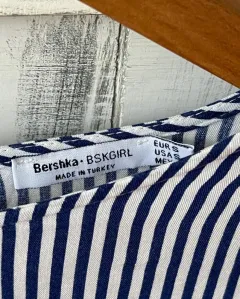 Bershka • BSKGIRL
MADE IN TURKEY
EUR S
USA S
MEX